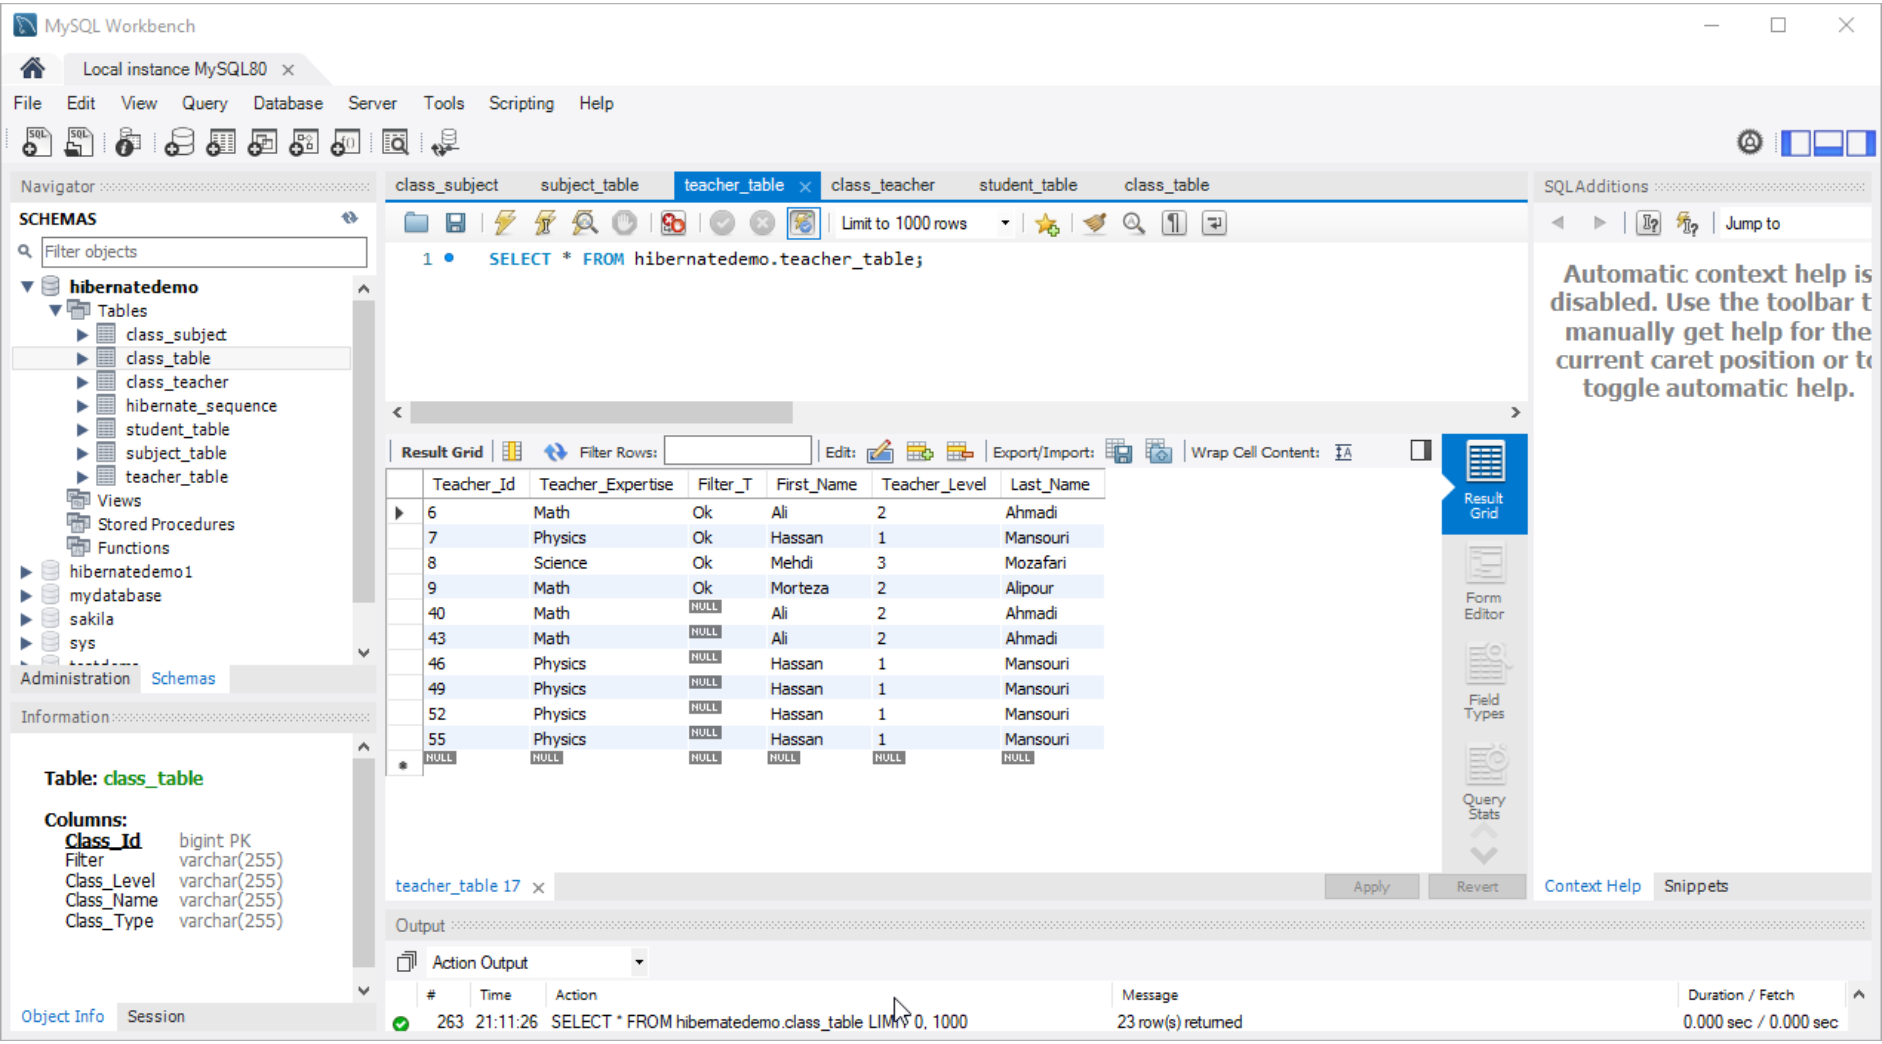 MySQL Workbench
Local instance MySQL80
File Edit View Query Database Server Tools Scripting Help
Navigator
SCHEMAS
Filter objects
hibernatedemo
Tables
class_subject
class_table
class_teacher
hibernate_sequence
student_table
subject_table
teacher_table
Views
Stored Procedures
Functions
hibernatedemo1
mydatabase
sakila
sys
Administration Schemas
Information
Table: class_table
Columns:
Class_Id bigint PK
Filter varchar(255)
Class_Level varchar(255)
Class_Name varchar(255)
Class_Type varchar(255)
Object Info Session
class_subject subject_table teacher_table class_teacher student_table class_table
Limit to 1000 rows
1 SELECT * FROM hibernatedemo.teacher_table;
Result Grid Filter Rows: Edit: Export/Import: Wrap Cell Content:
Teacher_Id Teacher_Expertise Filter_T First_Name Teacher_Level Last_Name
6 Math Ok Ali 2 Ahmadi
7 Physics Ok Hassan 1 Mansouri
8 Science Ok Mehdi 3 Mozafari
9 Math Ok Morteza 2 Alipour
40 Math NULL Ali 2 Ahmadi
43 Math NULL Ali 2 Ahmadi
46 Physics NULL Hassan 1 Mansouri
49 Physics NULL Hassan 1 Mansouri
52 Physics NULL Hassan 1 Mansouri
55 Physics NULL Hassan 1 Mansouri
NULL NULL NULL NULL NULL NULL
Result
Grid
Form
Editor
Field
Types
Query
Stats
teacher_table 17
Apply Revert
SQLAdditions
Jump to
Automatic context help is
disabled. Use the toolbar t
manually get help for the
current caret position or to
toggle automatic help.
Context Help Snippets
Output
Action Output
# Time Action Message Duration / Fetch
263 21:11:26 SELECT * FROM hibernatedemo.class_table LIMIT 0, 1000 23 row(s) returned 0.000 sec / 0.000 sec